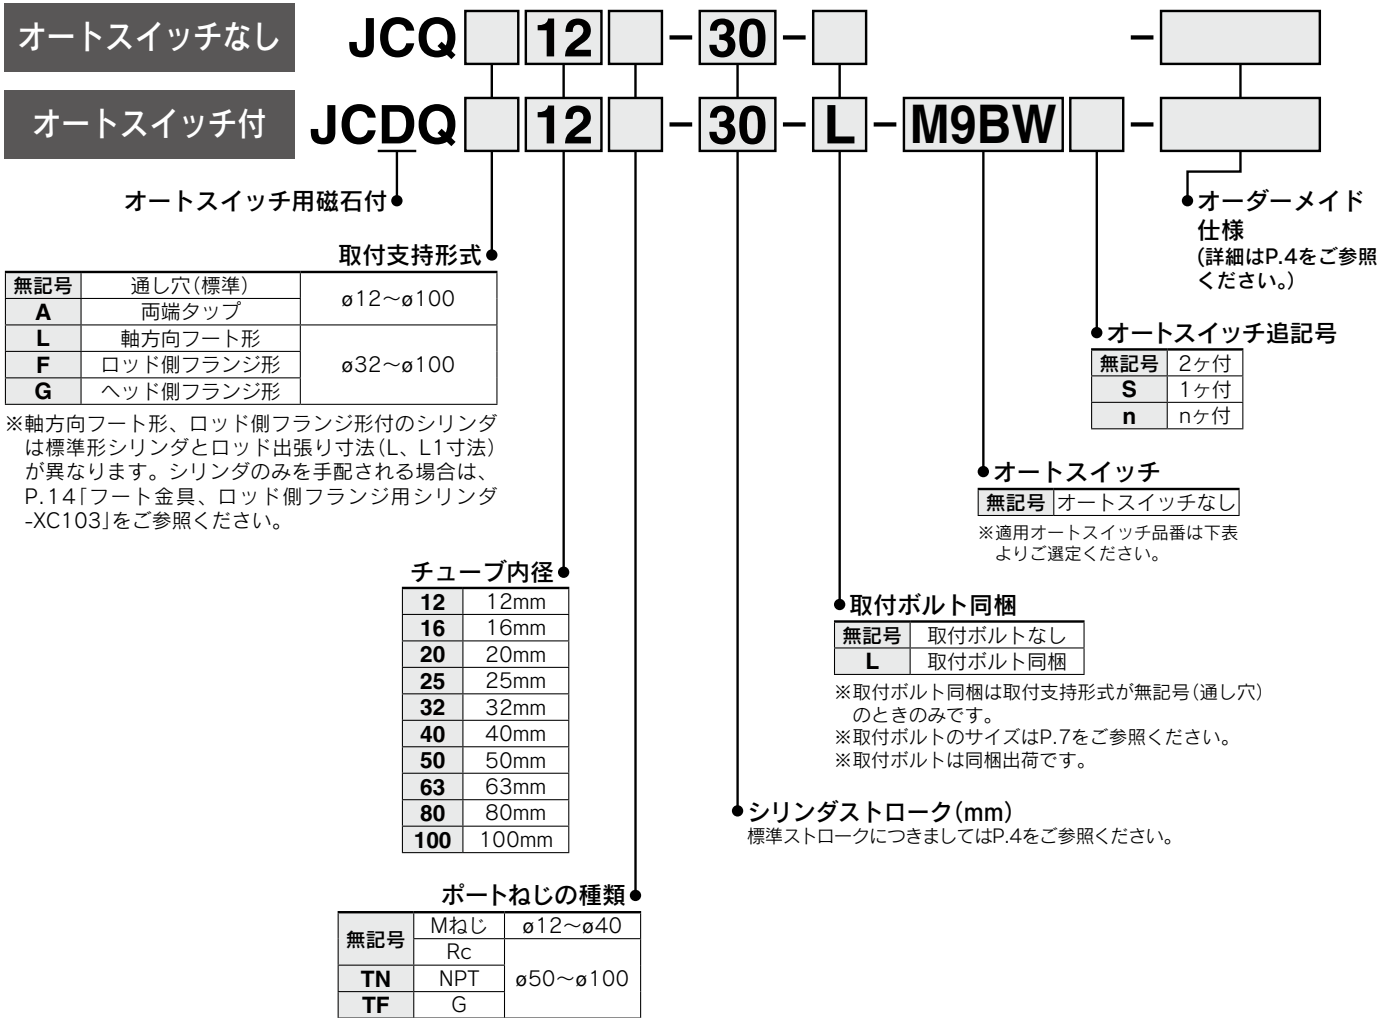 オートスイッチなし JCQ 12 - 30 - -
オートスイッチ付 JCDQ 12 - 30 - L - M9BW -
オートスイッチ用磁石付
オーダーメイド
仕様
(詳細はP.4をご参照
ください。)
取付支持形式
無記号 通し穴(標準) ø12～ø100
A 両端タップ
L 軸方向フート形 ø32～ø100
F ロッド側フランジ形
G ヘッド側フランジ形
※軸方向フート形、ロッド側フランジ形付のシリンダ
は標準形シリンダとロッド出張り寸法(L、L1寸法)
が異なります。シリンダのみを手配される場合は、
P.14「フート金具、ロッド側フランジ用シリンダ
-XC103」をご参照ください。
オートスイッチ追記号
無記号 2ヶ付
S 1ヶ付
n nヶ付
オートスイッチ
無記号 オートスイッチなし
※適用オートスイッチ品番は下表
よりご選定ください。
チューブ内径
12 12mm
16 16mm
20 20mm
25 25mm
32 32mm
40 40mm
50 50mm
63 63mm
80 80mm
100 100mm
取付ボルト同梱
無記号 取付ボルトなし
L 取付ボルト同梱
※取付ボルト同梱は取付支持形式が無記号(通し穴)
のときのみです。
※取付ボルトのサイズはP.7をご参照ください。
※取付ボルトは同梱出荷です。
シリンダストローク(mm)
標準ストロークにつきましてはP.4をご参照ください。
ポートねじの種類
無記号 Mねじ ø12～ø40
Rc ø50～ø100
TN NPT
TF G